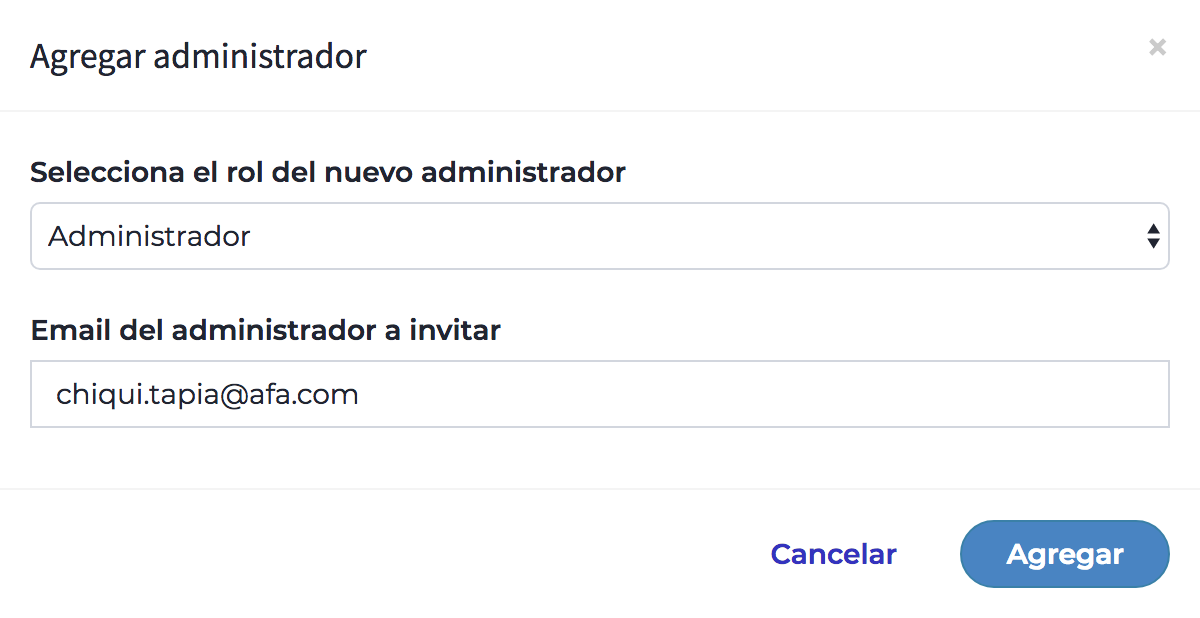 Agregar administrador
×
Selecciona el rol del nuevo administrador
Administrador
Email del administrador a invitar
chiqui.tapia@afa.com
Cancelar
Agregar